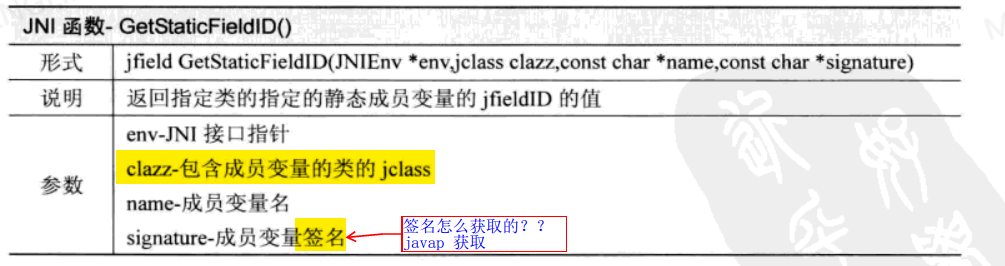 JNI 函数- GetStaticFieldID()
形式 jfield GetStaticFieldID(JNIEnv *env,jclass clazz,const char *name,const char *signature)
说明 返回指定类的指定的静态成员变量的 jfieldID 的值
env-JNI 接口指针
clazz-包含成员变量的类的 jclass
参数
name-成员变量名
signature-成员变量签名
签名怎么获取的？？
javap 获取